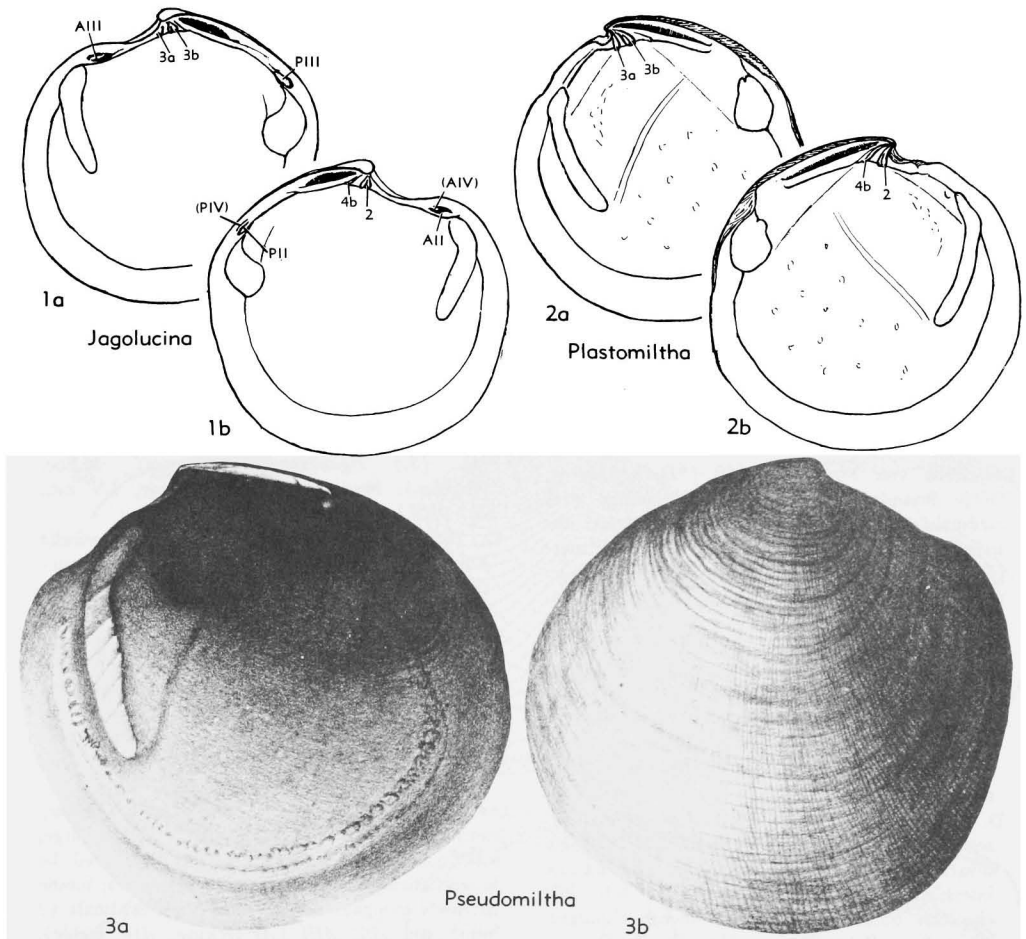 AIII
3a 3b
PIII
1a
Jagolucina
(PIV)
PII
4b 2
(AIV)
AII
1b
3a 3b
2a
Plastomiltha
4b 2
2b
Pseudomiltha
3a
3b